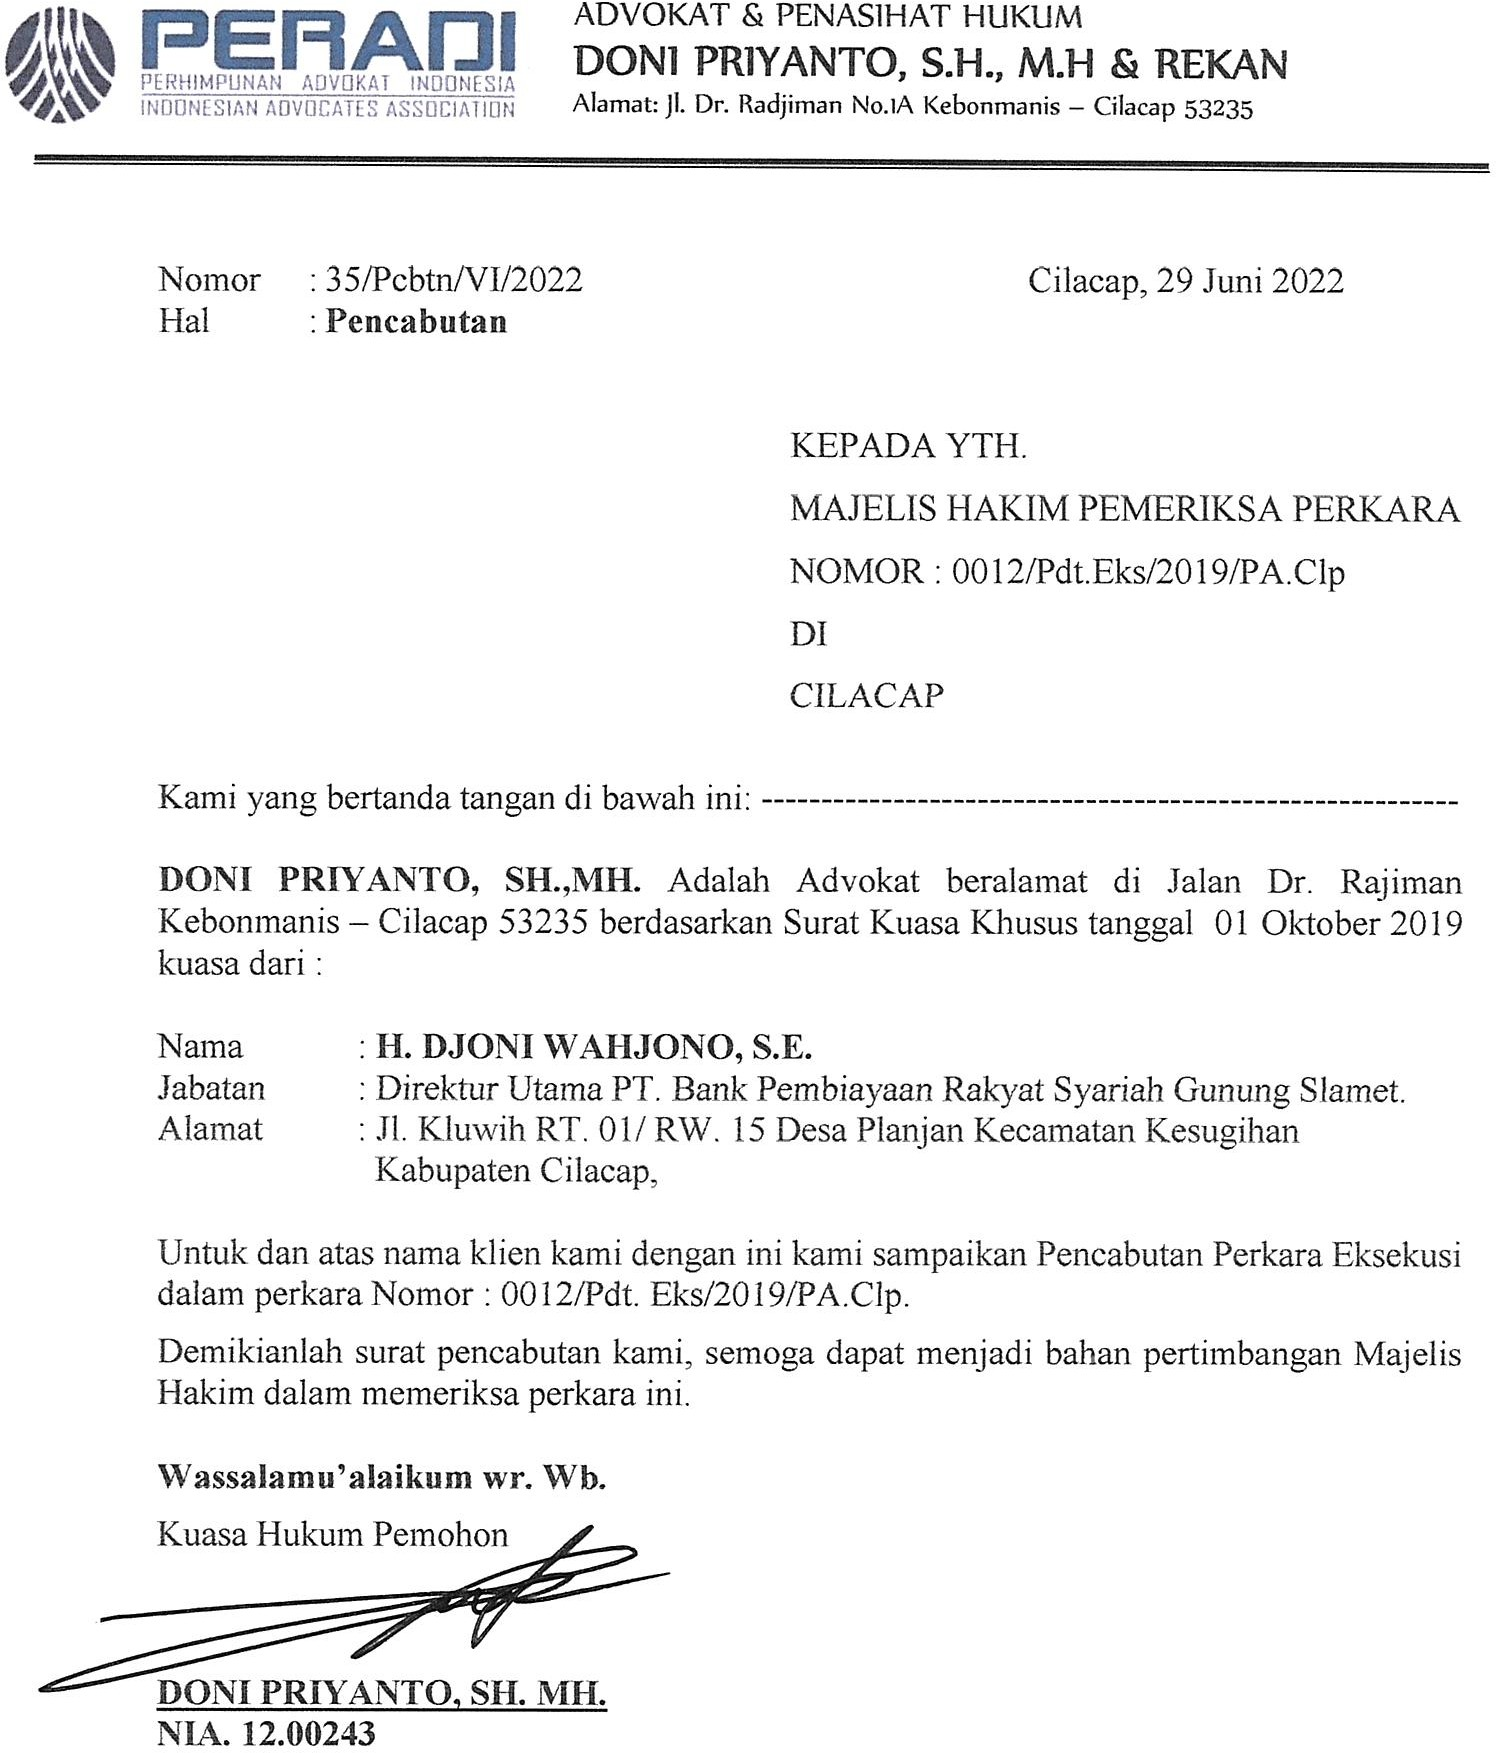 PERADI
PERHIMPUNAN ADVOKAT INDONESIA
INDONESIAN ADVOCATES ASSOCIATION
ADVOKAT & PENASIHAT HUKUM
DONI PRIYANTO, S.H., M.H & REKAN
Alamat: Jl. Dr. Radjiman No.1A Kebonmanis – Cilacap 53235
Nomor : 35/Pcbtn/VI/2022 Cilacap, 29 Juni 2022
Hal : Pencabutan
KEPADA YTH.
MAJELIS HAKIM PEMERIKSA PERKARA
NOMOR : 0012/Pdt.Eks/2019/PA.Clp
DI
CILACAP
Kami yang bertanda tangan di bawah ini: -----------------------------------------------------------
DONI PRIYANTO, SH.,MH. Adalah Advokat beralamat di Jalan Dr. Rajiman
Kebonmanis – Cilacap 53235 berdasarkan Surat Kuasa Khusus tanggal 01 Oktober 2019
kuasa dari :
Nama : H. DJONI WAHJONO, S.E.
Jabatan : Direktur Utama PT. Bank Pembiayaan Rakyat Syariah Gunung Slamet.
Alamat : Jl. Kluwih RT. 01/ RW. 15 Desa Planjan Kecamatan Kesugihan
Kabupaten Cilacap,
Untuk dan atas nama klien kami dengan ini kami sampaikan Pencabutan Perkara Eksekusi
dalam perkara Nomor : 0012/Pdt. Eks/2019/PA.Clp.
Demikianlah surat pencabutan kami, semoga dapat menjadi bahan pertimbangan Majelis
Hakim dalam memeriksa perkara ini.
Wassalamu’alaikum wr. Wb.
Kuasa Hukum Pemohon
DONI PRIYANTO, SH. MH.
NIA. 12.00243